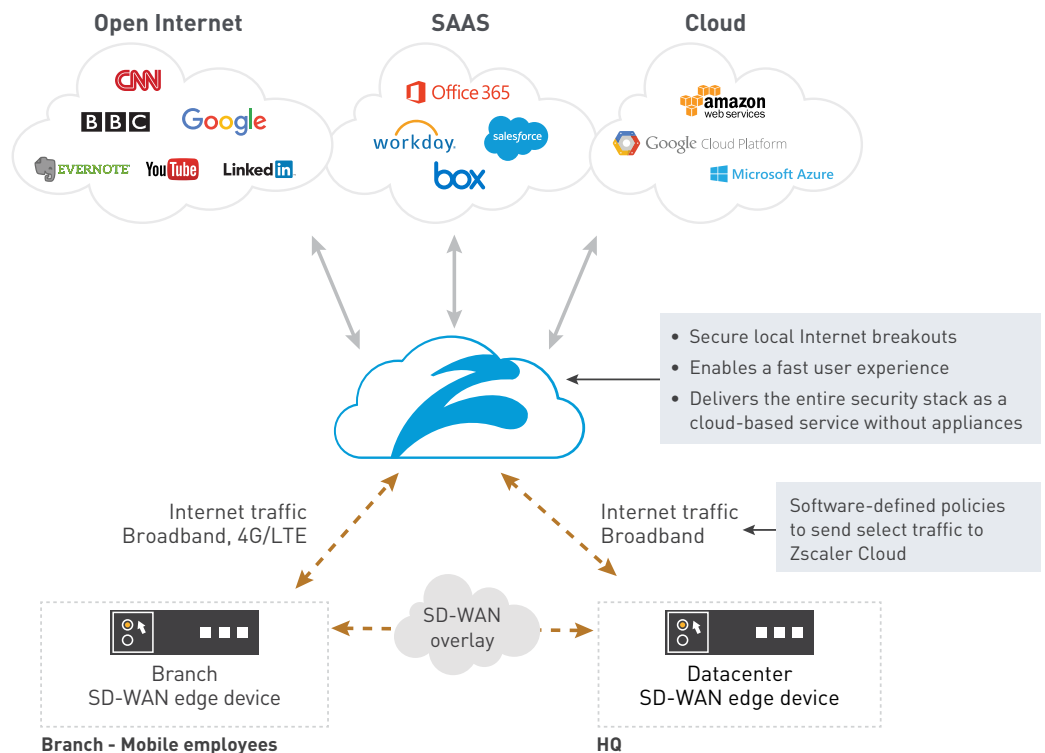 Open Internet
SAAS
Cloud
CNN
BBC
Google
EVERNOTE
YouTube
LinkedIn
Office 365
workday.
salesforce
box
amazon
web services
Google Cloud Platform
Microsoft Azure
• Secure local Internet breakouts
• Enables a fast user experience
• Delivers the entire security stack as a
cloud-based service without appliances
Internet traffic
Broadband, 4G/LTE
Internet traffic
Broadband
Software-defined policies
to send select traffic to
Zscaler Cloud
SD-WAN
overlay
Branch
SD-WAN edge device
Datacenter
SD-WAN edge device
Branch - Mobile employees
HQ